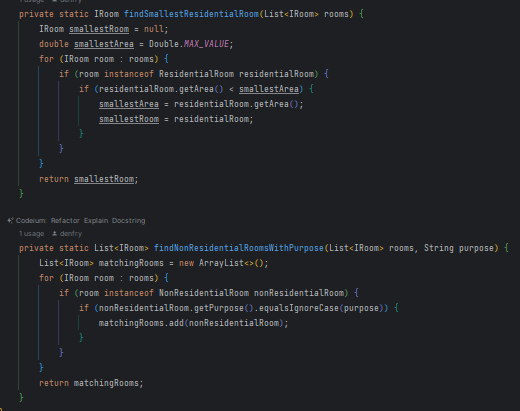 1 usage denfry
private static IRoom findSmallestResidentialRoom(List<IRoom> rooms) {
IRoom smallestRoom = null;
double smallestArea = Double.MAX_VALUE;
for (IRoom room : rooms) {
if (room instanceof ResidentialRoom residentialRoom) {
if (residentialRoom.getArea() < smallestArea) {
smallestArea = residentialRoom.getArea();
smallestRoom = residentialRoom;
}
}
}
return smallestRoom;
}
Codeium: Refactor Explain Docstring
1 usage denfry
private static List<IRoom> findNonResidentialRoomsWithPurpose(List<IRoom> rooms, String purpose) {
List<IRoom> matchingRooms = new ArrayList<>();
for (IRoom room : rooms) {
if (room instanceof NonResidentialRoom nonResidentialRoom) {
if (nonResidentialRoom.getPurpose().equalsIgnoreCase(purpose)) {
matchingRooms.add(nonResidentialRoom);
}
}
}
return matchingRooms;
}